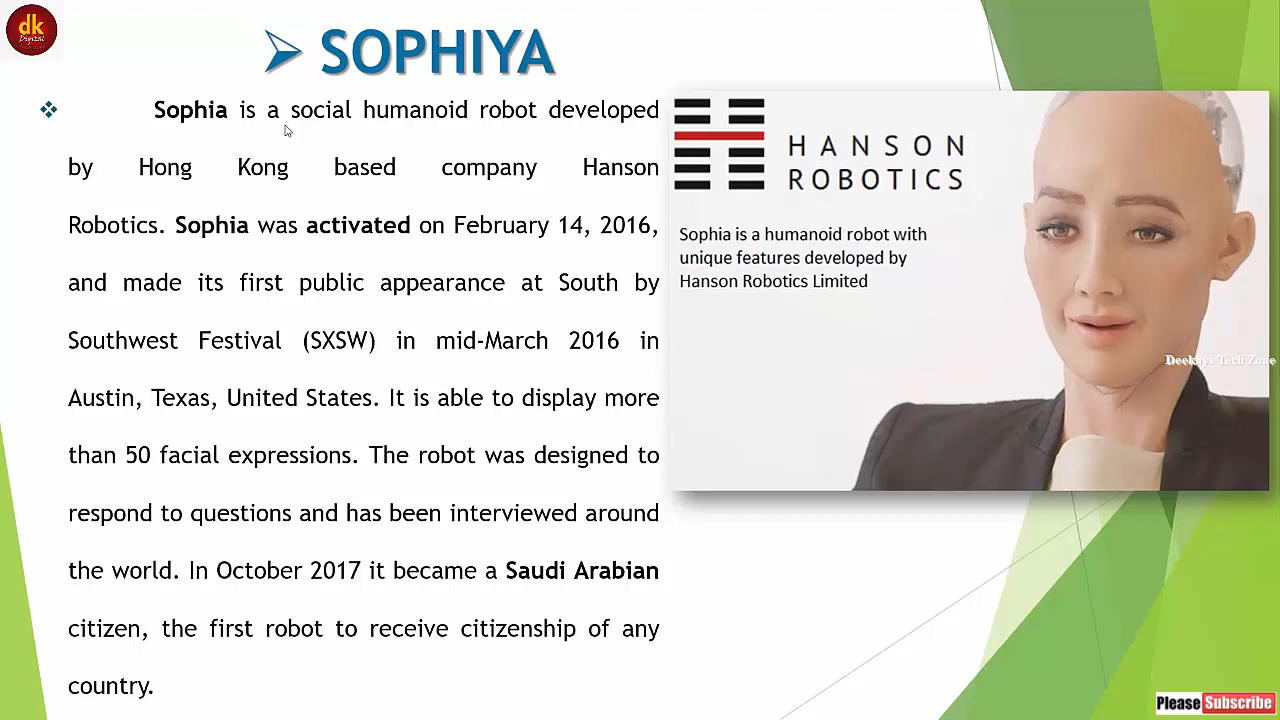 dk
Digital
SOPHIYA
Sophia is a social humanoid robot developed
by Hong Kong based company Hanson
Robotics. Sophia was activated on February 14, 2016,
and made its first public appearance at South by
Southwest Festival (SXSW) in mid-March 2016 in
Austin, Texas, United States. It is able to display more
than 50 facial expressions. The robot was designed to
respond to questions and has been interviewed around
the world. In October 2017 it became a Saudi Arabian
citizen, the first robot to receive citizenship of any
country.
HANSON
ROBOTICS
Sophia is a humanoid robot with
unique features developed by
Hanson Robotics Limited
Deekays Tech Zone
Please Subscribe